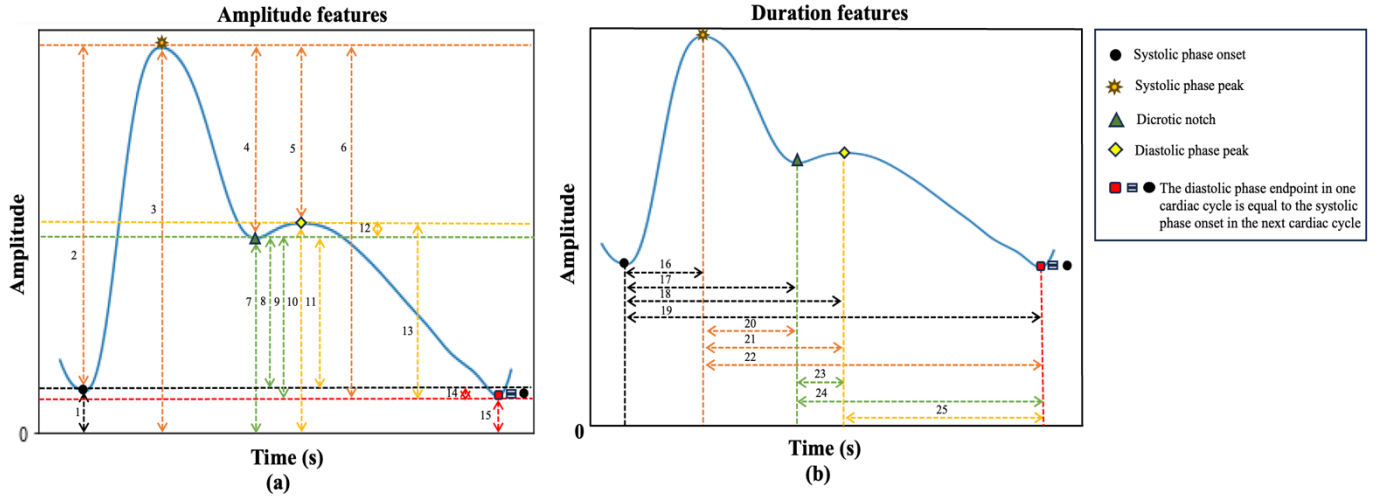 Amplitude features
Amplitude
0
1
2
3
4
5
6
7
8
9
10
11
12
13
14
15
Time (s)
(a)
Duration features
Amplitude
0
16
17
18
19
20
21
22
23
24
25
Time (s)
(b)
Systolic phase onset
Systolic phase peak
Dicrotic notch
Diastolic phase peak
The diastolic phase endpoint in one
cardiac cycle is equal to the systolic
phase onset in the next cardiac cycle